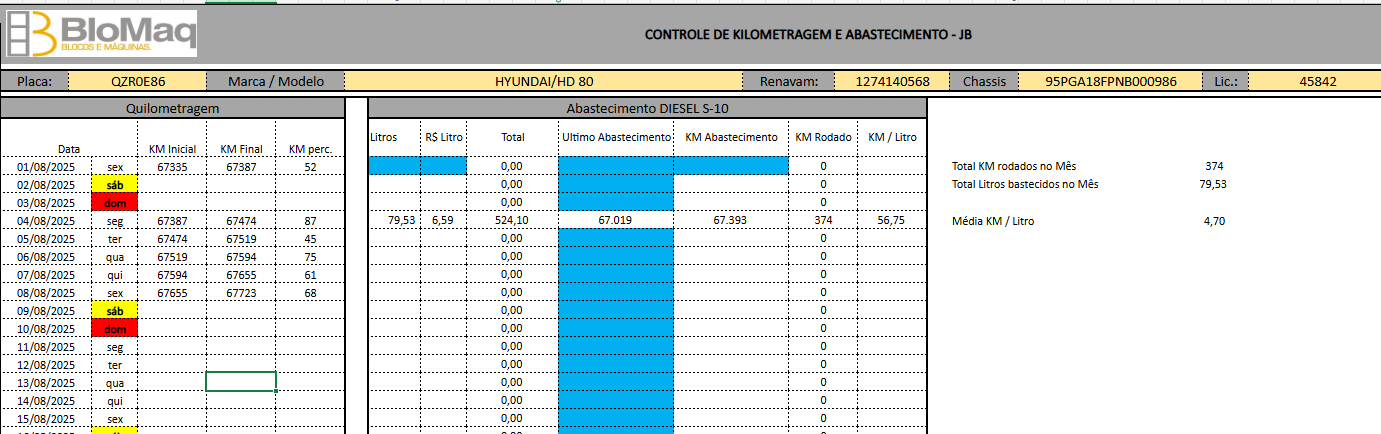 BloMaq
BLOCOS E MÁQUINAS.
CONTROLE DE KILOMETRAGEM E ABASTECIMENTO - JB
Placa: QZR0E86 Marca / Modelo HYUNDAI/HD 80 Renavam: 1274140568 Chassis 95PGA18FPNB000986 Lic.: 45842
Quilometragem Abastecimento DIESEL S-10
Data KM Inicial KM Final KM perc. Litros R$ Litro Total Ultimo Abastecimento KM Abastecimento KM Rodado KM / Litro
01/08/2025 sex 67335 67387 52 0,00 0 Total KM rodados no Mês 374
02/08/2025 sáb 0,00 0 Total Litros bastecidos no Mês 79,53
03/08/2025 dom 0,00 0
04/08/2025 seg 67387 67474 87 79,53 6,59 524,10 67.019 67.393 374 56,75 Média KM / Litro 4,70
05/08/2025 ter 67474 67519 45 0,00 0
06/08/2025 qua 67519 67594 75 0,00 0
07/08/2025 qui 67594 67655 61 0,00 0
08/08/2025 sex 67655 67723 68 0,00 0
09/08/2025 sáb 0,00 0
10/08/2025 dom 0,00 0
11/08/2025 seg 0,00 0
12/08/2025 ter 0,00 0
13/08/2025 qua 0,00 0
14/08/2025 qui 0,00 0
15/08/2025 sex 0,00 0